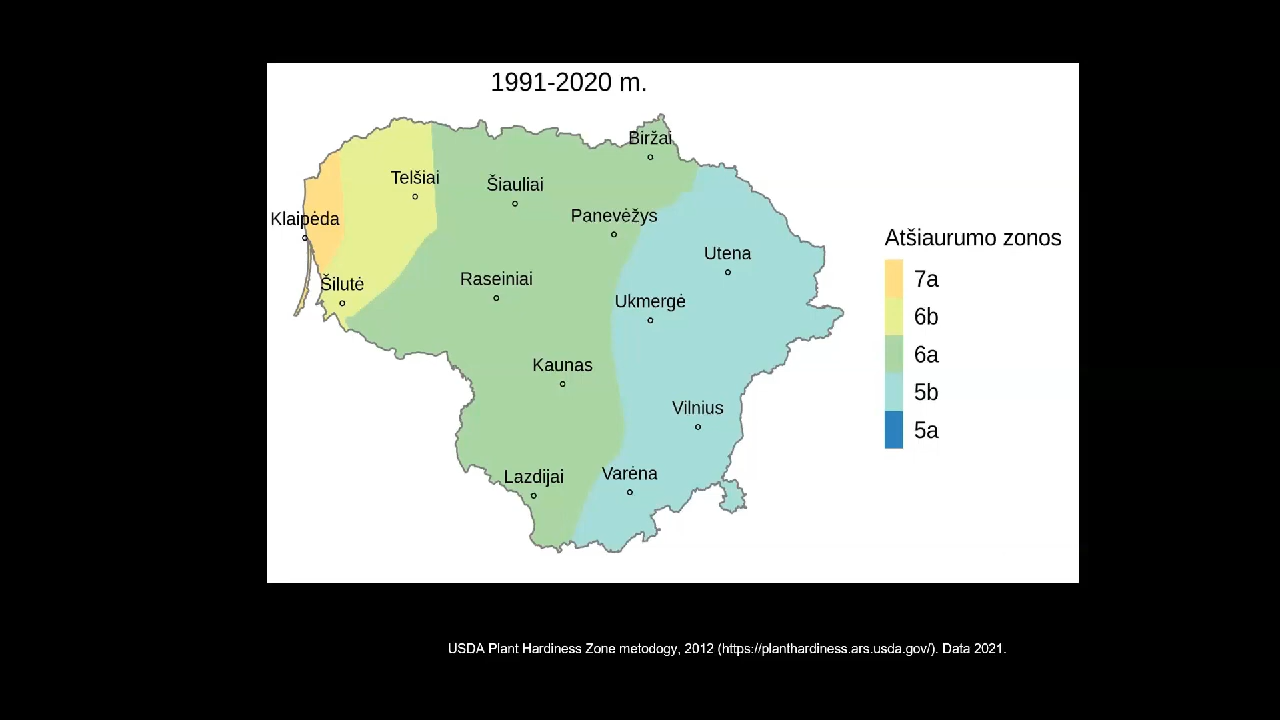 1991-2020 m.
Biržai
Telšiai
Šiauliai
Klaipėda
Panevėžys
Utena
Šilutė
Raseiniai
Ukmergė
Kaunas
Vilnius
Lazdijai
Varėna
Atšiaurumo zonos
7a
6b
6a
5b
5a
USDA Plant Hardiness Zone metodogy, 2012 (https://planthardiness.ars.usda.gov/). Data 2021.